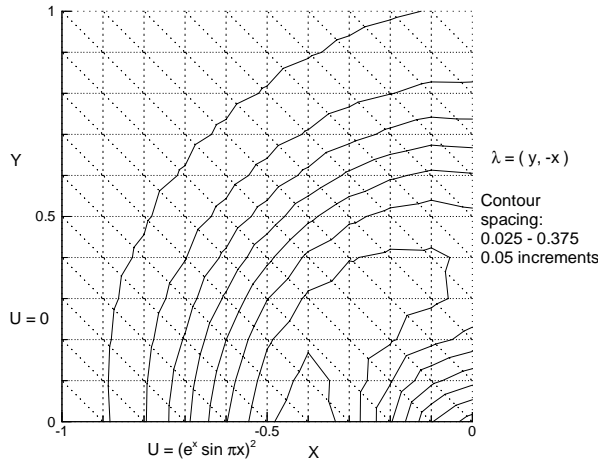 1
Y
λ = ( y, -x )
0.5
Contour
spacing:
0.025 - 0.375
0.05 increments
U = 0
0
-1
-0.5
0
U = (eˣ sin πx)²
X